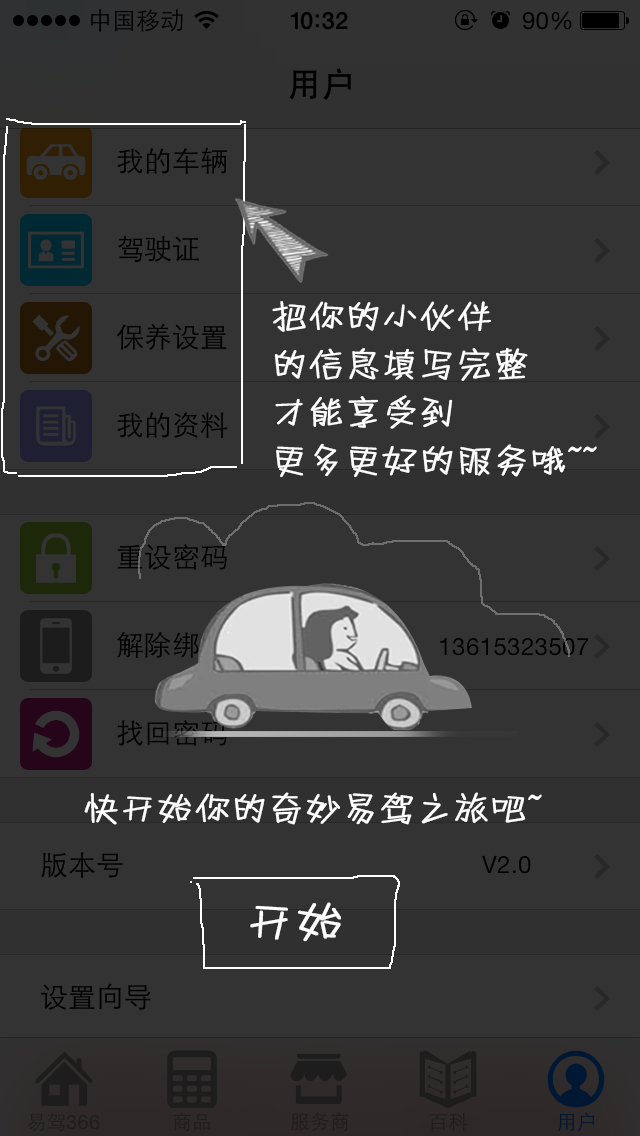 中国移动 10:32 90%
用户
我的车辆
驾驶证
保养设置
我的资料
把你的小伙伴
的信息填写完整
才能享受到
更多更好的服务哦~~
重设密码
解除绑 13615323507
找回密码
快开始你的奇妙易驾之旅吧~
版本号 V2.0
开始
设置向导
易驾366 商品 服务商 百科 用户